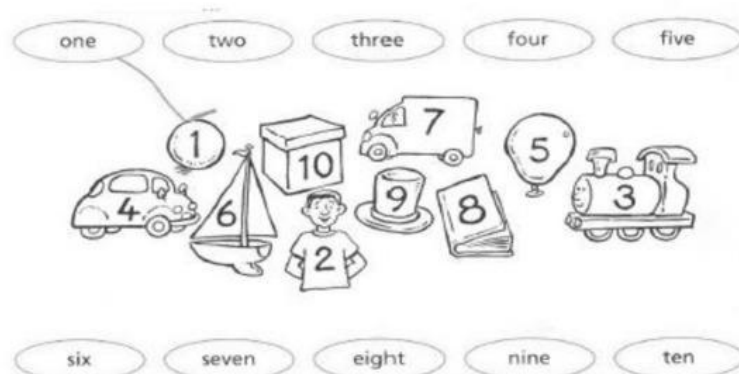 one two three four five
1 10 7 5
4 6 9 8 3
2
six seven eight nine ten